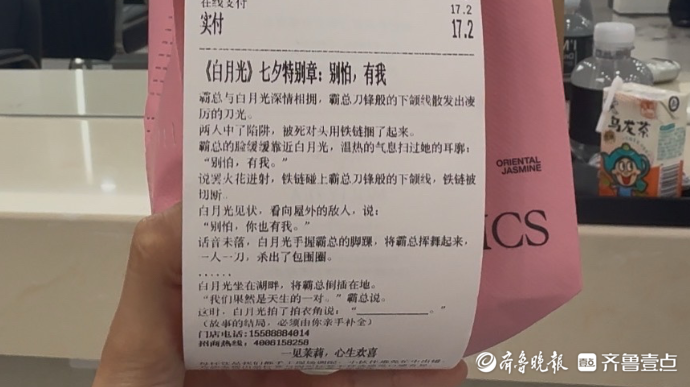 在线支付
17.2
实付
17.2
《白月光》七夕特别章：别怕，有我
霸总与白月光深情相拥，霸总刀锋般的下颌线散发出凌
厉的刀光。
两人中了陷阱，被死对头用铁链捆了起来。
霸总的脸缓缓靠近白月光，温热的气息扫过她的耳廓：
“别怕，有我。”
说罢火花迸射，铁链碰上霸总刀锋般的下颌线，铁链被
切断。
白月光见状，看向屋外的敌人，说：
“别怕，你也有我。”
话音未落，白月光手握霸总的脚踝，将霸总挥舞起来，
一人一刀，杀出了包围圈。
......
白月光坐在湖畔，将霸总倒插在地。
“我们果然是天生的一对。”霸总说。
这时，白月光拍了拍衣角说：“____________。”
（故事的结局，必须由你亲手补全）
门店电话:15588884014
招商热线：4008158258
一见茉莉，心生欢喜
ORIENTAL
JASMINE
ICS
乌龙茶
齐鲁晚报
齐鲁壹点